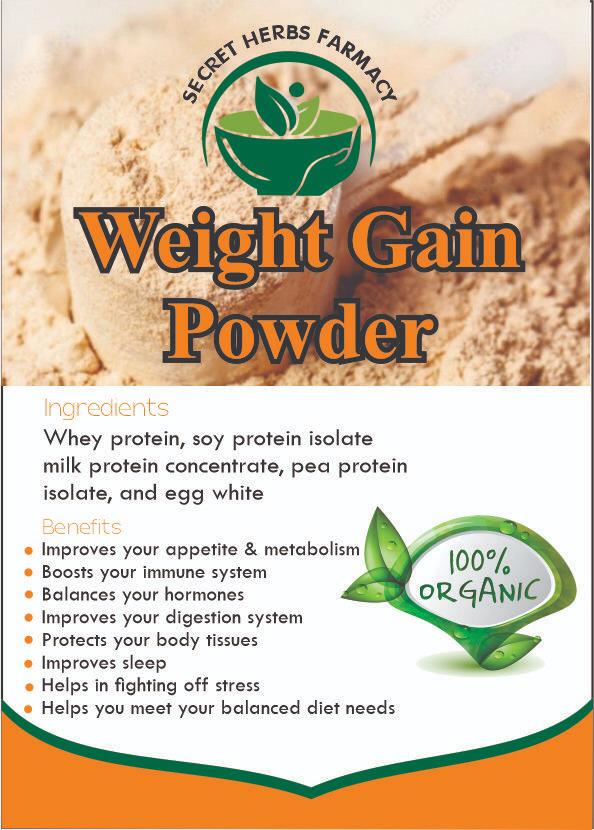 SECRET HERBS FARMACY
Weight Gain
Powder
Ingredients
Whey protein, soy protein isolate
milk protein concentrate, pea protein
isolate, and egg white
Benefits
Improves your appetite & metabolism
Boosts your immune system
Balances your hormones
Improves your digestion system
Protects your body tissues
Improves sleep
Helps in fighting off stress
Helps you meet your balanced diet needs
100%
ORGANIC